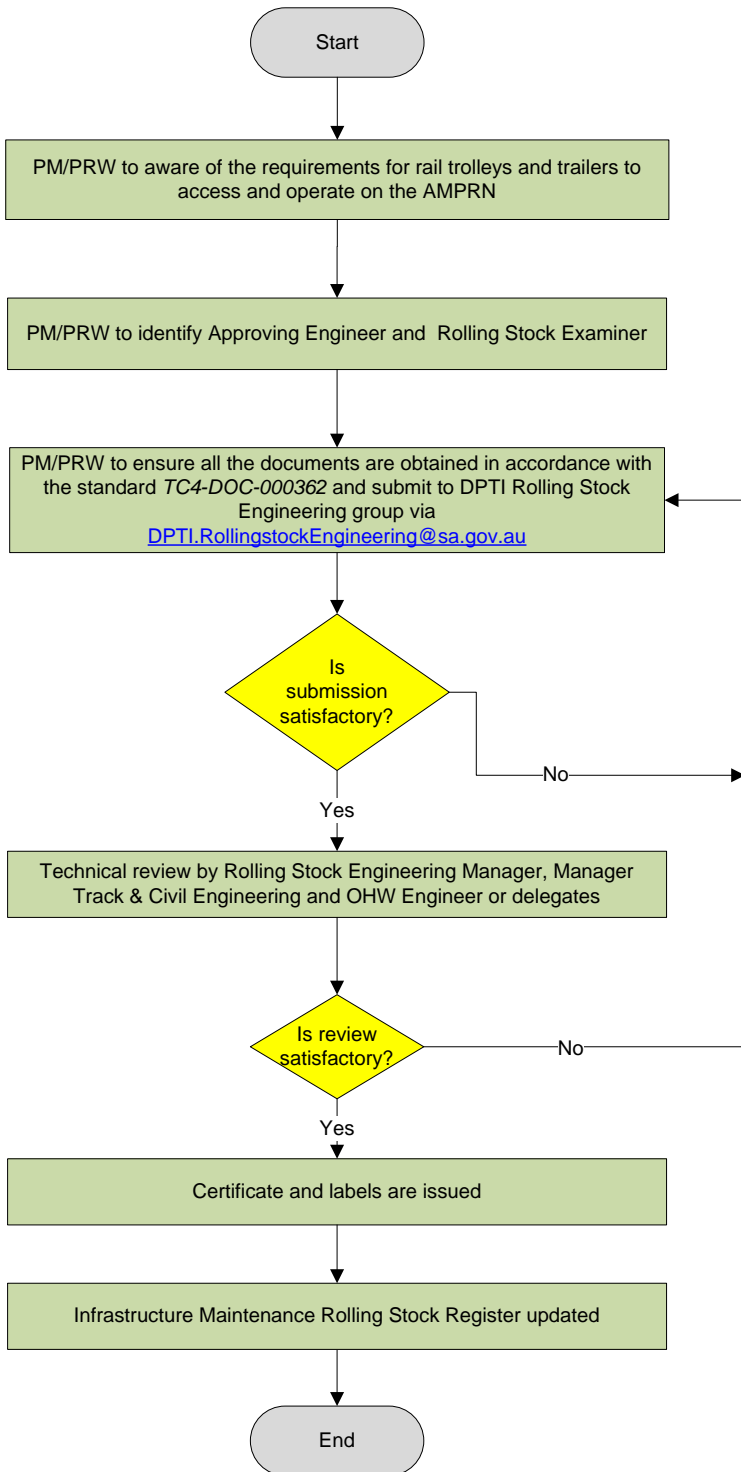 Start
PM/PRW to aware of the requirements for rail trolleys and trailers to
access and operate on the AMPRN
PM/PRW to identify Approving Engineer and Rolling Stock Examiner
PM/PRW to ensure all the documents are obtained in accordance with
the standard TC4-DOC-000362 and submit to DPTI Rolling Stock
Engineering group via
DPTI.RollingstockEngineering@sa.gov.au
Is
submission
satisfactory?
No
Yes
Technical review by Rolling Stock Engineering Manager, Manager
Track & Civil Engineering and OHW Engineer or delegates
Is review
satisfactory?
No
Yes
Certificate and labels are issued
Infrastructure Maintenance Rolling Stock Register updated
End